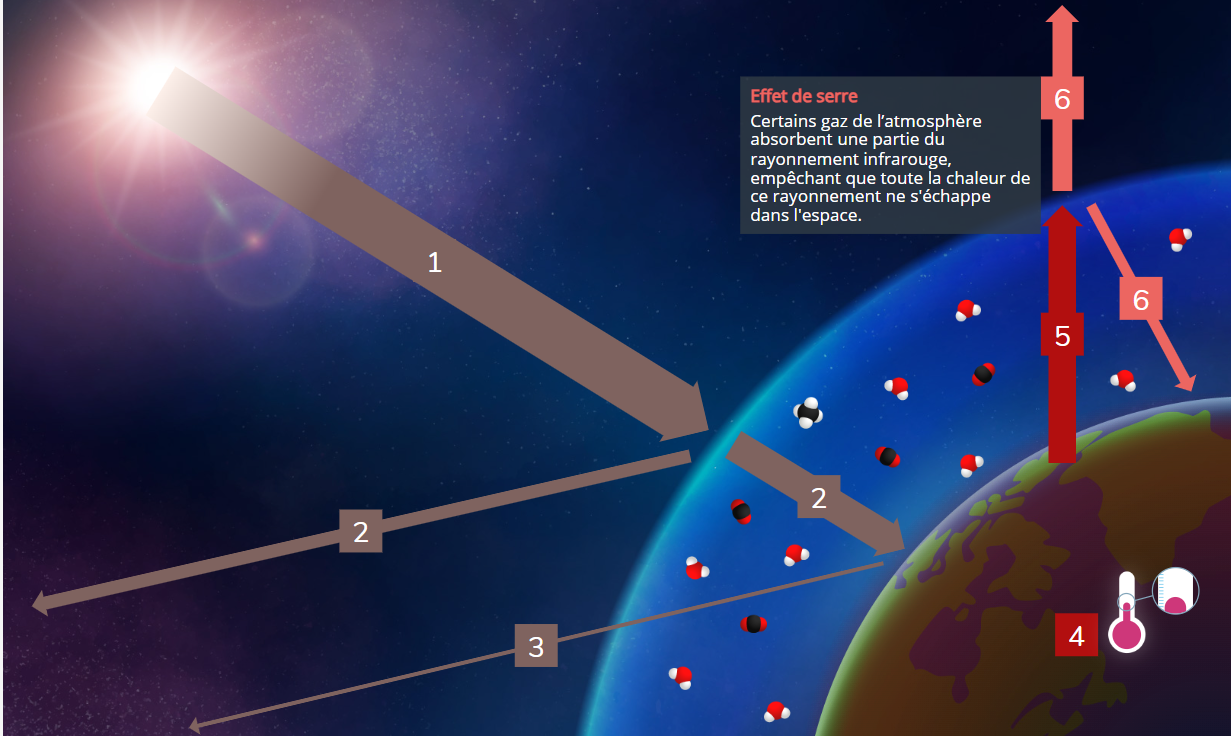 6
Effet de serre
Certains gaz de l’atmosphère
absorbent une partie du
rayonnement infrarouge,
empêchant que toute la chaleur de
ce rayonnement ne s'échappe
dans l'espace.
1
6
5
2
2
3
4